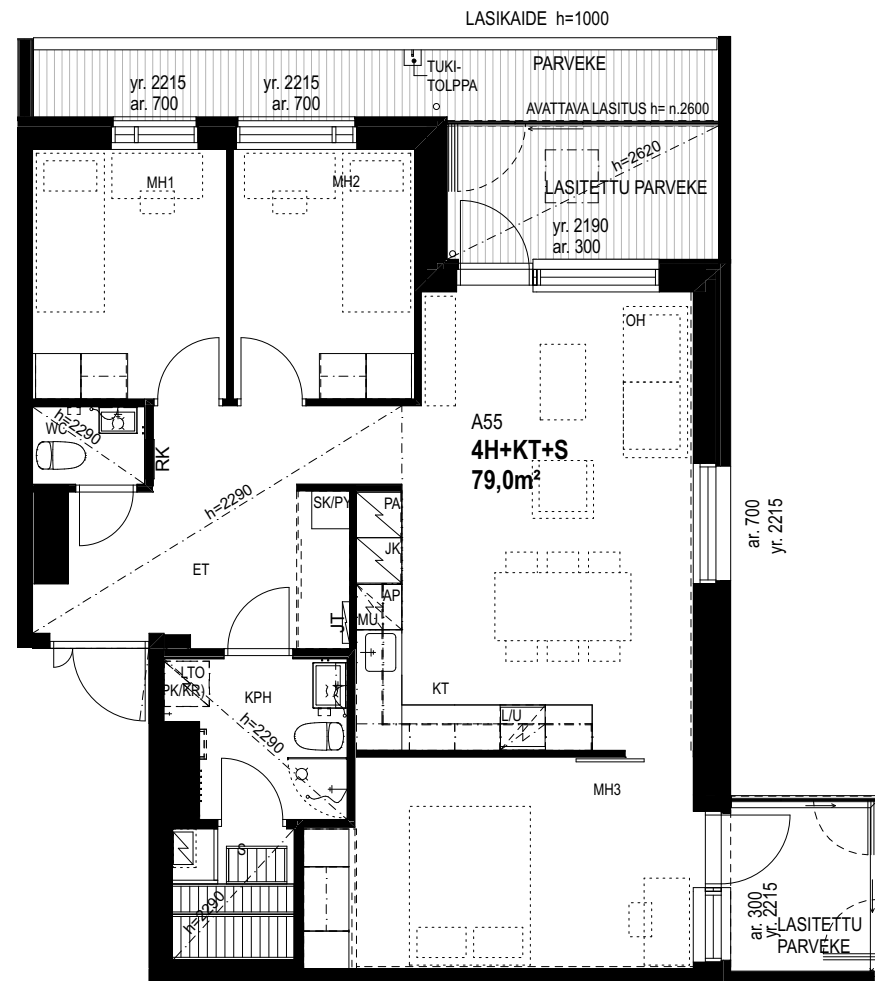 LASIKAIDE h=1000
PARVEKE
TUKI-
TOLPPA
yr. 2215
ar. 700
yr. 2215
ar. 700
AVATTAVA LASITUS h= n.2600
h=2620
LASITETTU PARVEKE
yr. 2190
ar. 300
MH1
MH2
OH
A55
4H+KT+S
79,0m²
WC
h=2290
RK
h=2290
SK/PY
PA
JK
AP
MU
ET
JT
ar. 700
yr. 2215
LTO
(PK/KR)
KPH
h=2290
KT
L/U
MH3
S
h=2290
ar. 300
yr. 2215
LASITETTU
PARVEKE